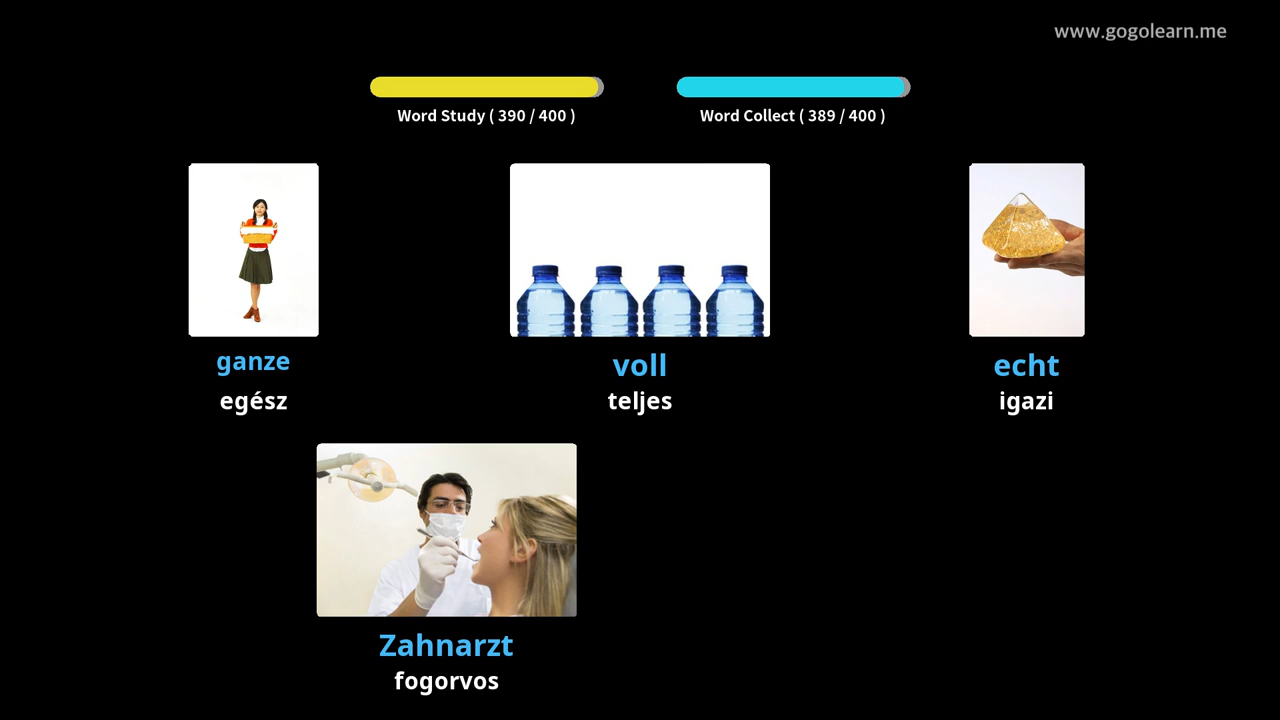 www.gogolearn.me
Word Study ( 390 / 400 )
Word Collect ( 389 / 400 )
ganze
egész
voll
teljes
echt
igazi
Zahnarzt
fogorvos